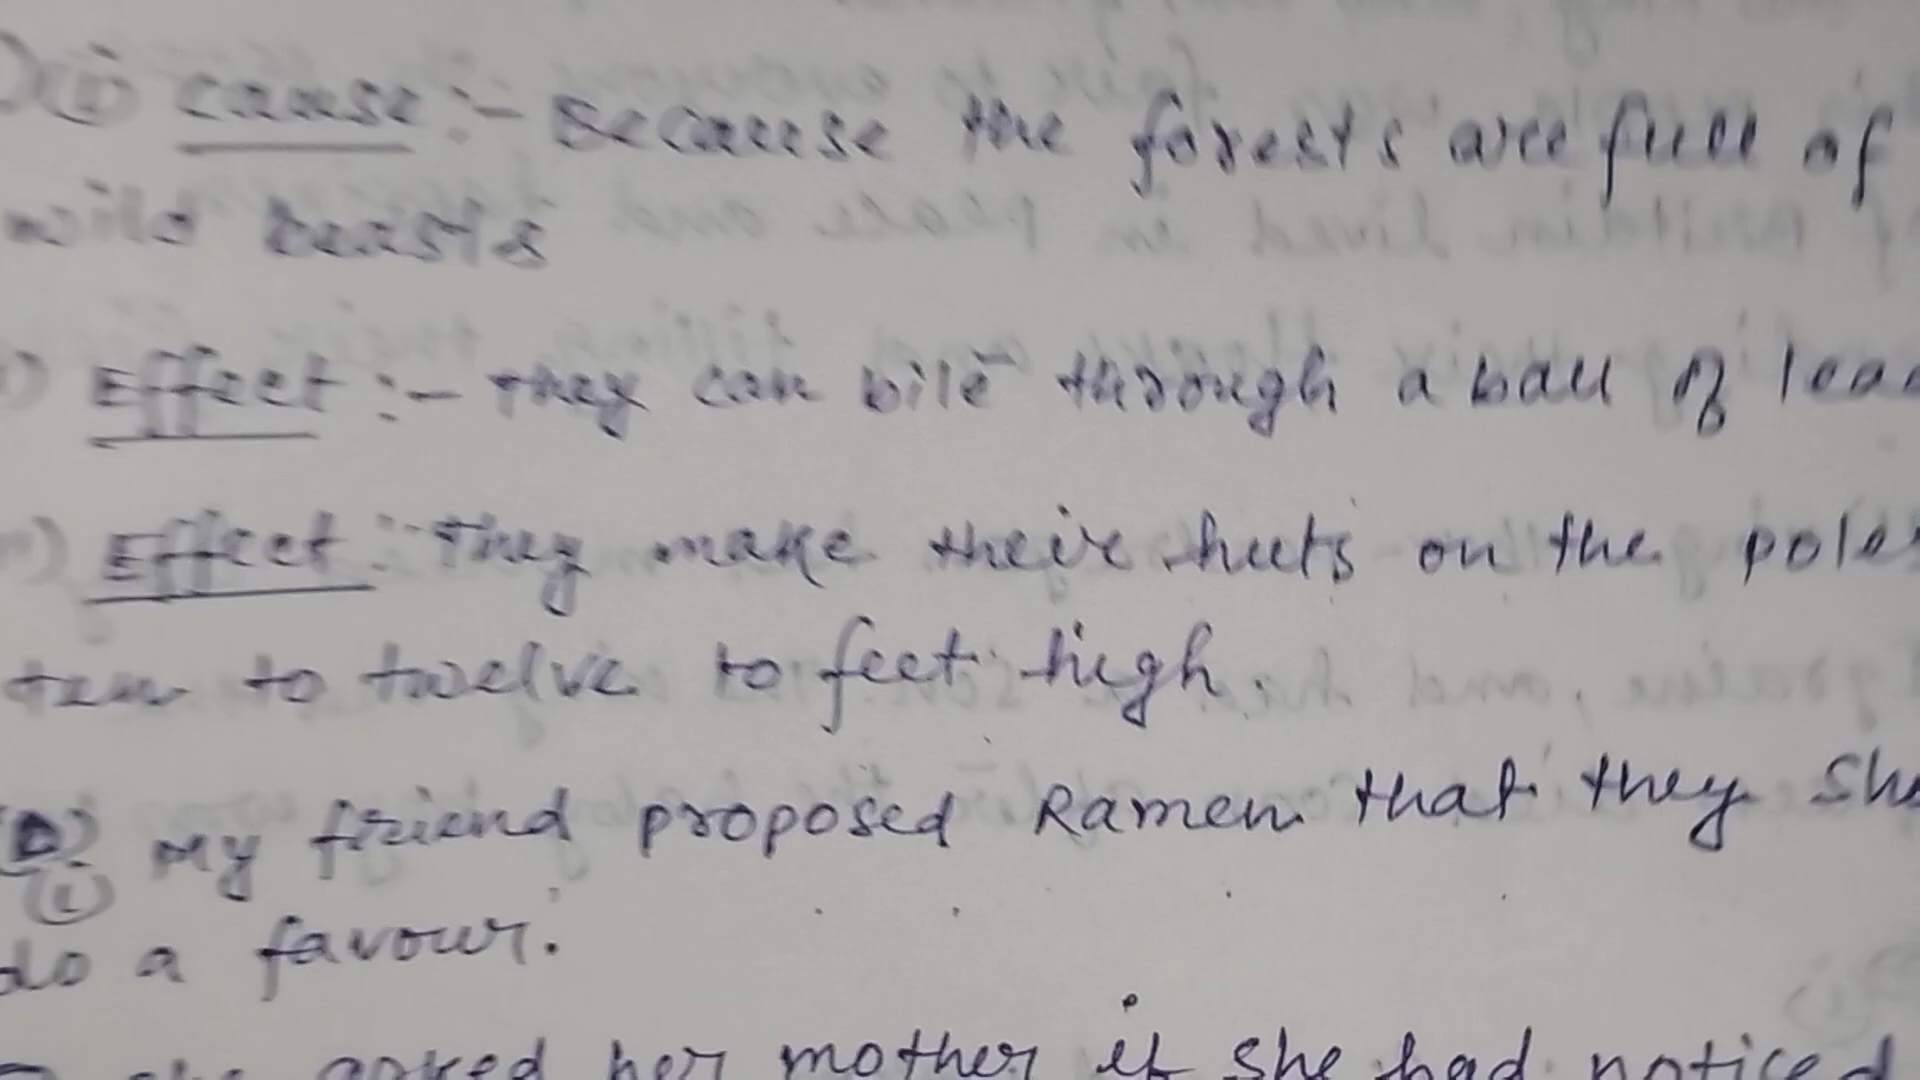 (i) cause :- Because the forests are full of
wild beasts
Effect :- They can bite through a ball of
Effect :- They make their huts on the poles
ten to twelve to feet high.
My friend proposed Ramen that they
do a favour.
she asked her mother if she had noticed